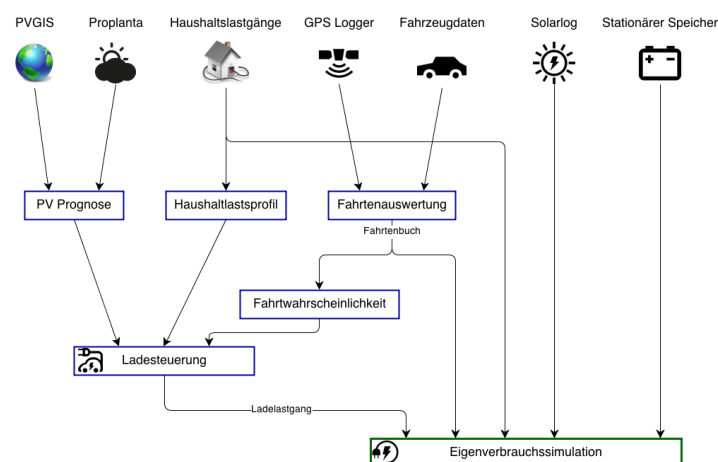 PVGIS
Proplanta
Haushaltslastgänge
GPS Logger
Fahrzeugdaten
Solarlog
Stationärer Speicher
PV Prognose
Haushaltlastsprofil
Fahrtenauswertung
Fahrtenbuch
Fahrtwahrscheinlichkeit
Ladesteuerung
Ladelastgang
Eigenverbrauchssimulation